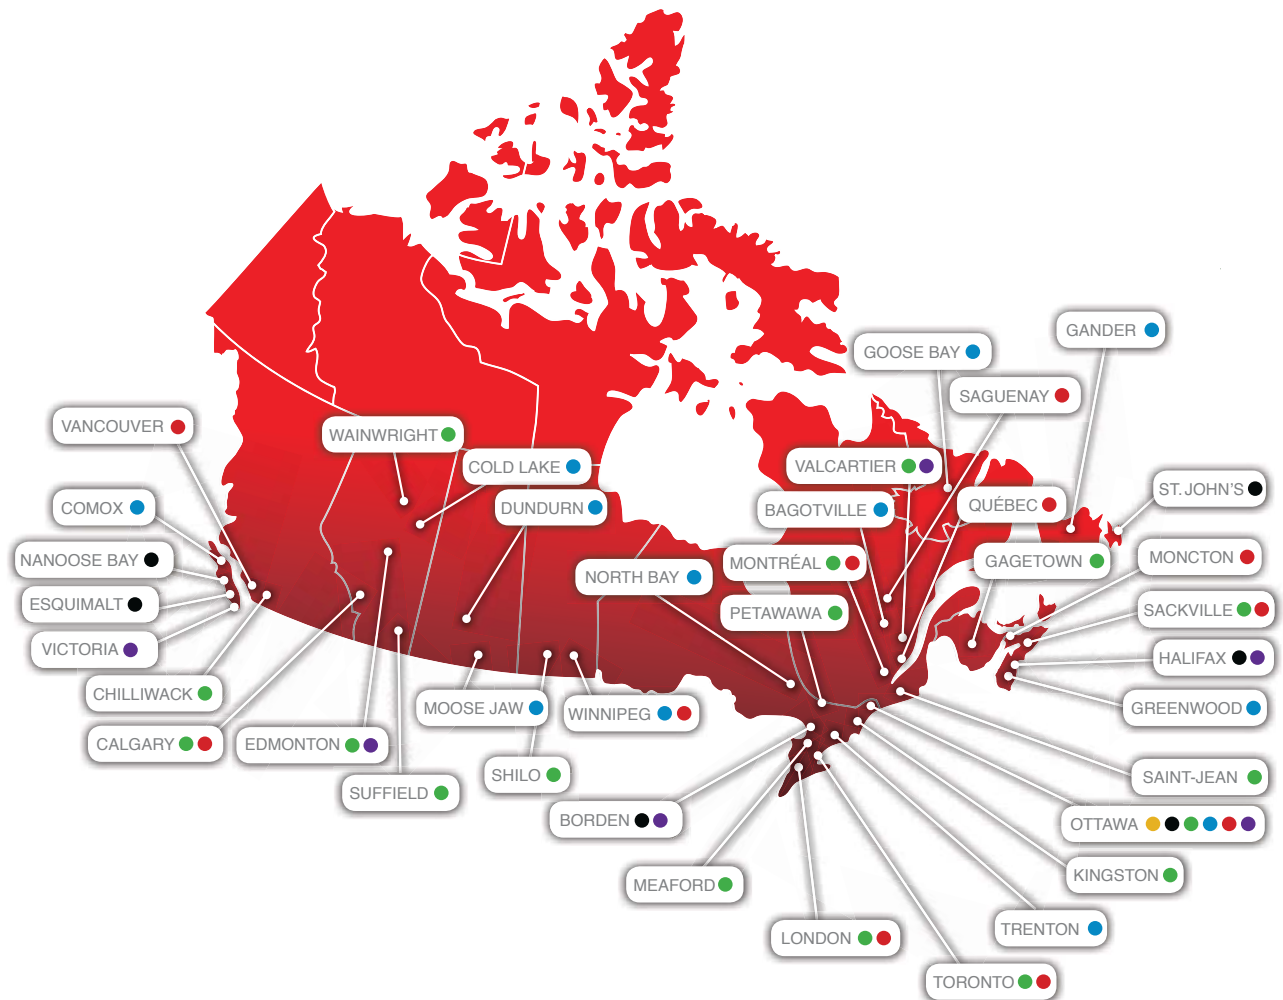 GANDER
GOOSE BAY
SAGUENAY
VANCOUVER
WAINWRIGHT
COLD LAKE
VALCARTIER
ST. JOHN'S
COMOX
DUNDURN
BAGOTVILLE
QUÉBEC
NANOOSE BAY
MONTRÉAL
GAGETOWN
MONCTON
NORTH BAY
ESQUIMALT
PETAWAWA
SACKVILLE
VICTORIA
HALIFAX
CHILLIWACK
MOOSE JAW
WINNIPEG
GREENWOOD
CALGARY
EDMONTON
SHILO
SAINT-JEAN
SUFFIELD
BORDEN
OTTAWA
MEAFORD
KINGSTON
LONDON
TRENTON
TORONTO